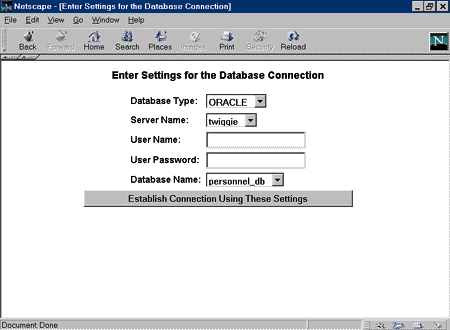 Netscape - [Enter Settings for the Database Connection]
File Edit View Go Window Help
Back Forward Home Search Places Images Print Security Reload
N
Enter Settings for the Database Connection
Database Type: ORACLE
Server Name: twiggie
User Name:
User Password:
Database Name: personnel_db
Establish Connection Using These Settings
Document: Done